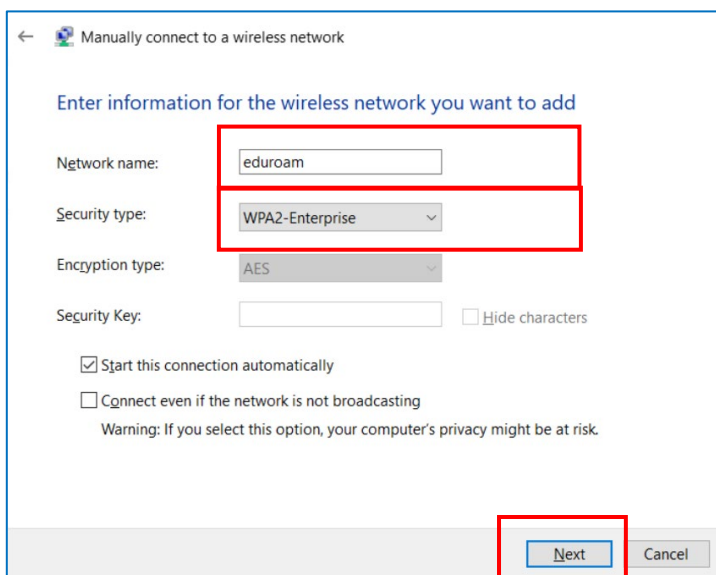 Manually connect to a wireless network
Enter information for the wireless network you want to add
Network name: eduroam
Security type: WPA2-Enterprise
Encryption type: AES
Security Key: Hide characters
Start this connection automatically
Connect even if the network is not broadcasting
Warning: If you select this option, your computer's privacy might be at risk.
Next Cancel